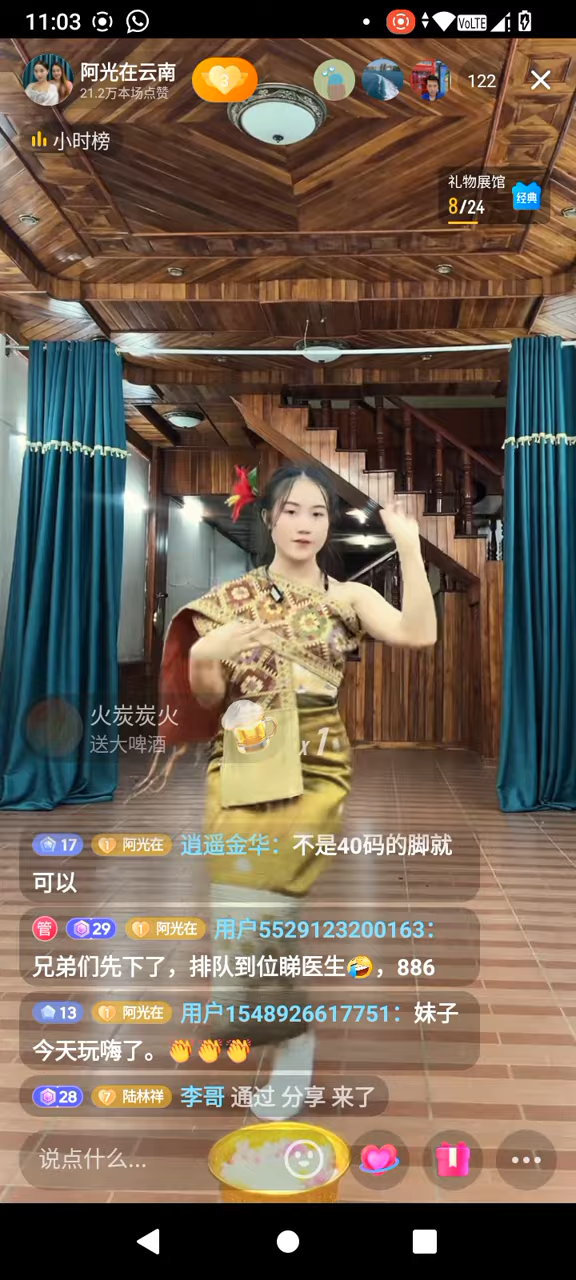 11:03
VoLTE
阿光在云南
21.2万本场点赞
3
122
小时榜
礼物展馆
8/24
经典
火炭炭火
送大啤酒
x1
17 1 阿光在 逍遥金华：不是40码的脚就
可以
管 29 1 阿光在 用户5529123200163：
兄弟们先下了，排队到位睇医生🤣，886
13 1 阿光在 用户1548926617751：妹子
今天玩嗨了。👏👏👏
28 7 陆林祥 李哥 通过 分享 来了
说点什么...